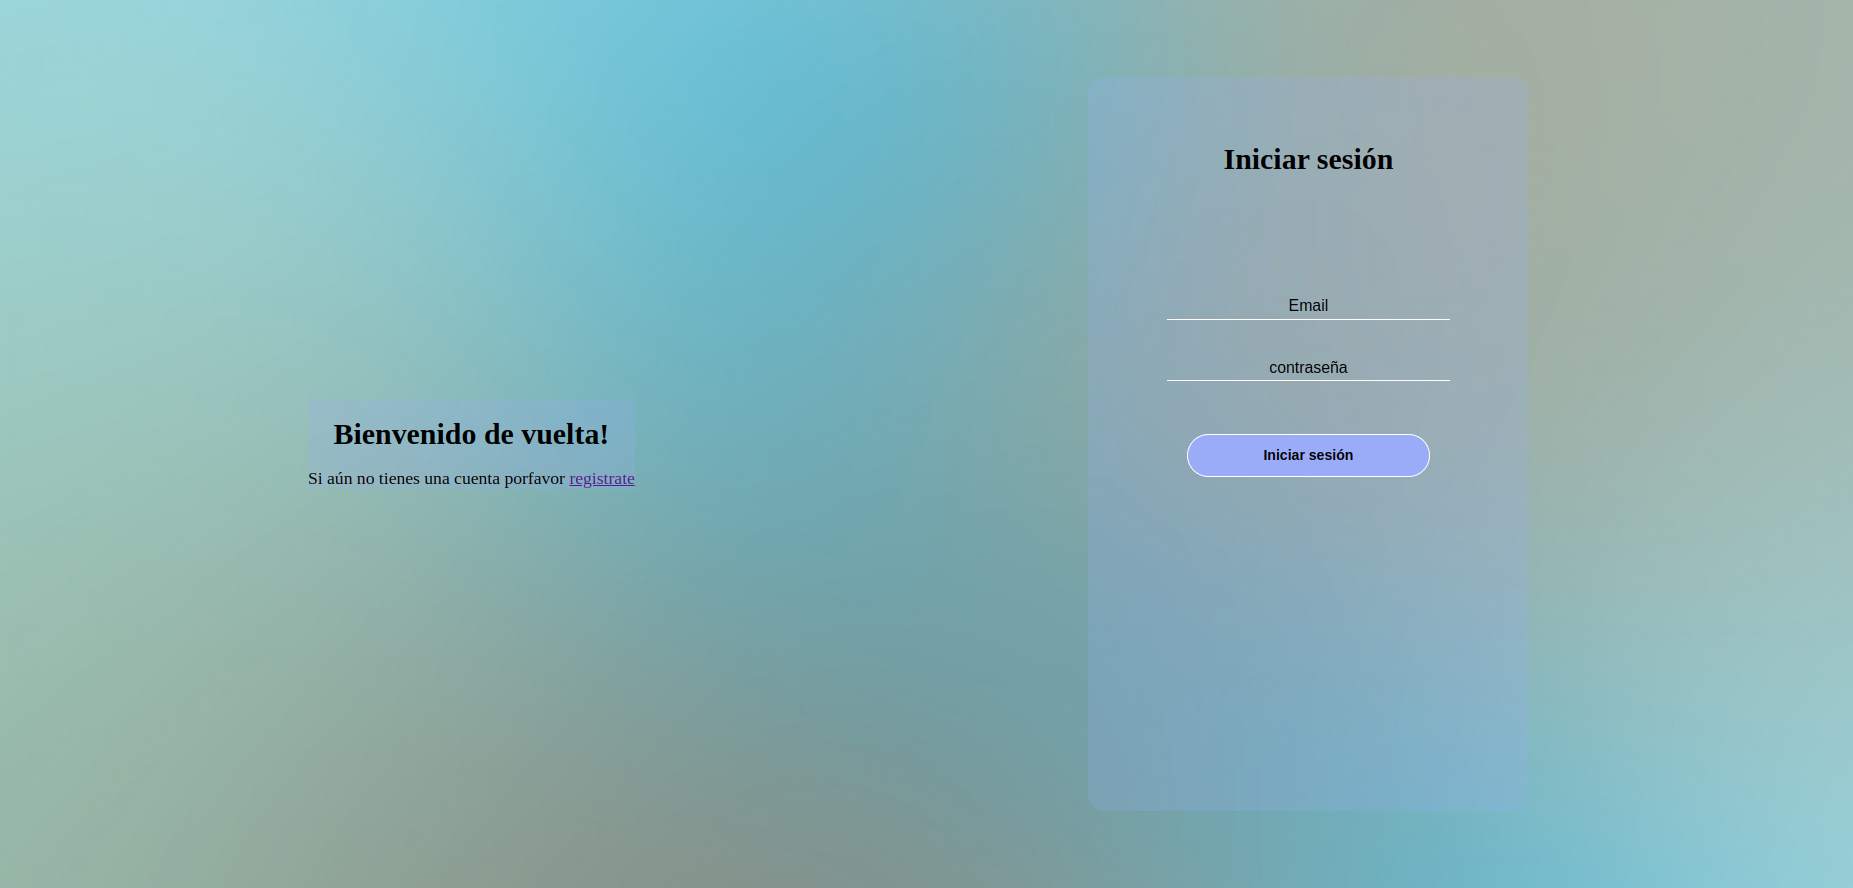 Bienvenido de vuelta!
Si aún no tienes una cuenta porfavor registrate
Iniciar sesión
Email
contraseña
Iniciar sesión